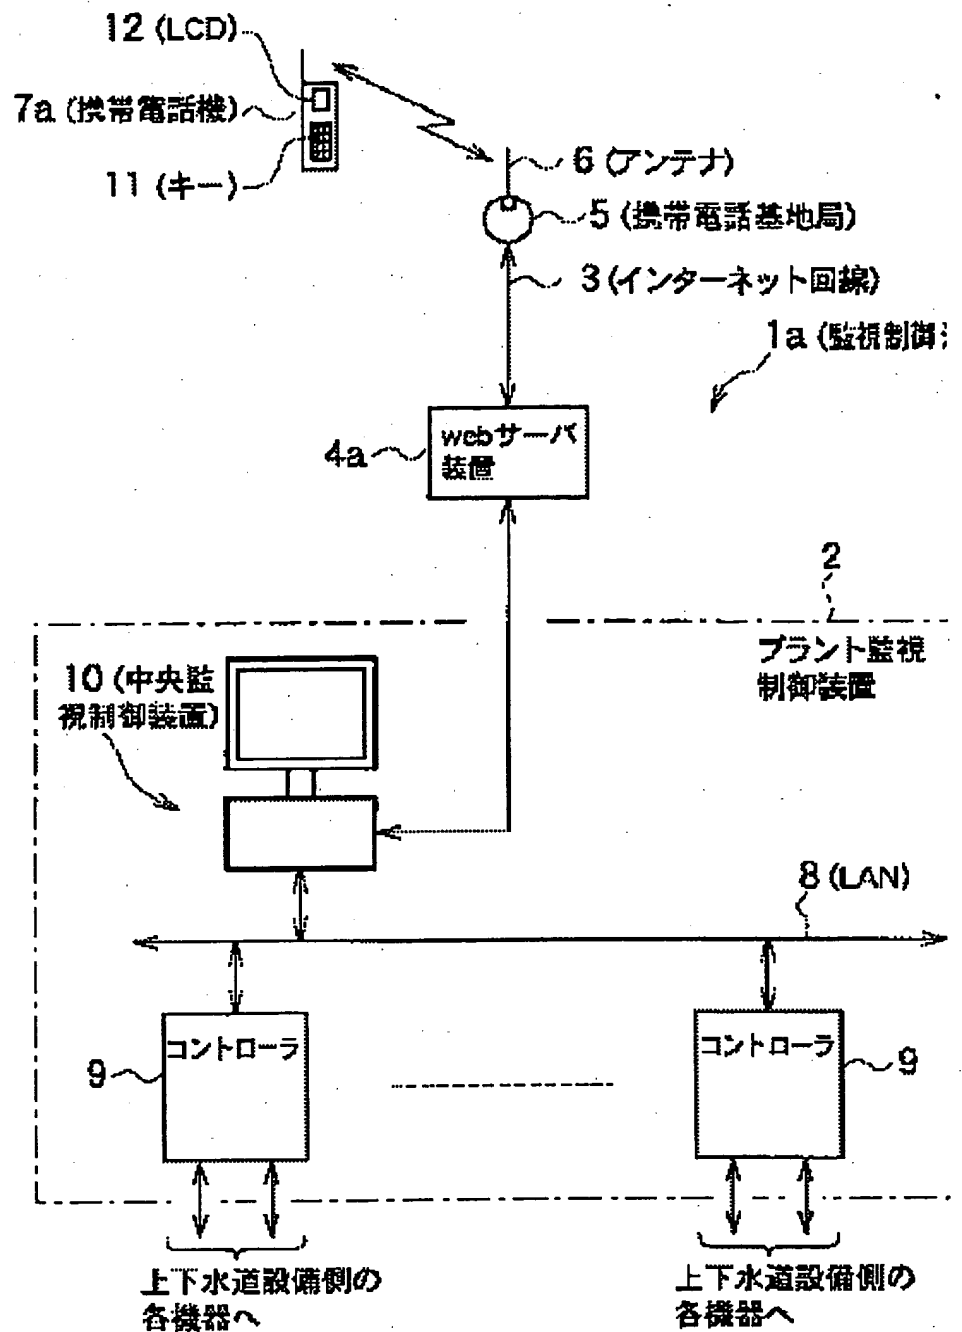 12 (LCD)
7a (携帯電話機)
11 (キー)
6 (アンテナ)
5 (携帯電話基地局)
3 (インターネット回線)
1a (監視制御
4a
webサーバ
装置
2
プラント監視
制御装置
10 (中央監
視制御装置)
8 (LAN)
コントローラ
9
コントローラ
9
上下水道設備側の
各機器へ
上下水道設備側の
各機器へ